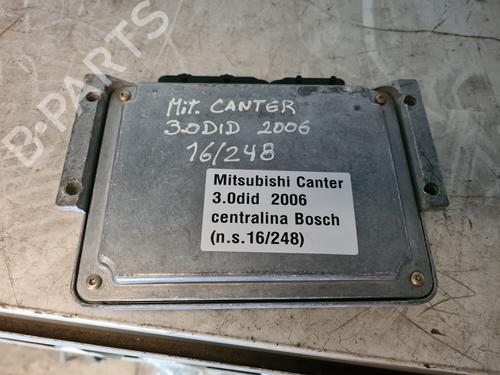 B-PARTS
Mit. CANTER
3.0DID 2006
16/248
Mitsubishi Canter
3.0did 2006
centralina Bosch
(n.s.16/248)